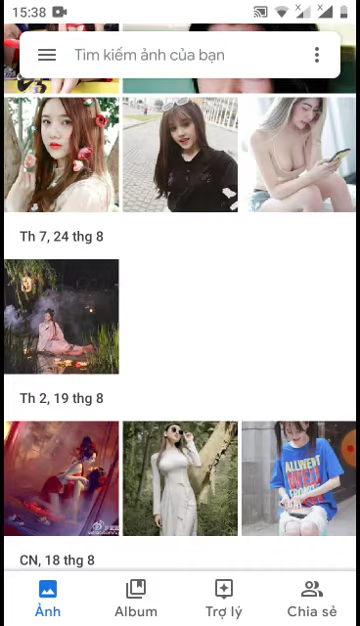 15:38
Tìm kiếm ảnh của bạn
Th 7, 24 thg 8
Th 2, 19 thg 8
ALLWERT
CN, 18 thg 8
Ảnh
Album
Trợ lý
Chia sẻ